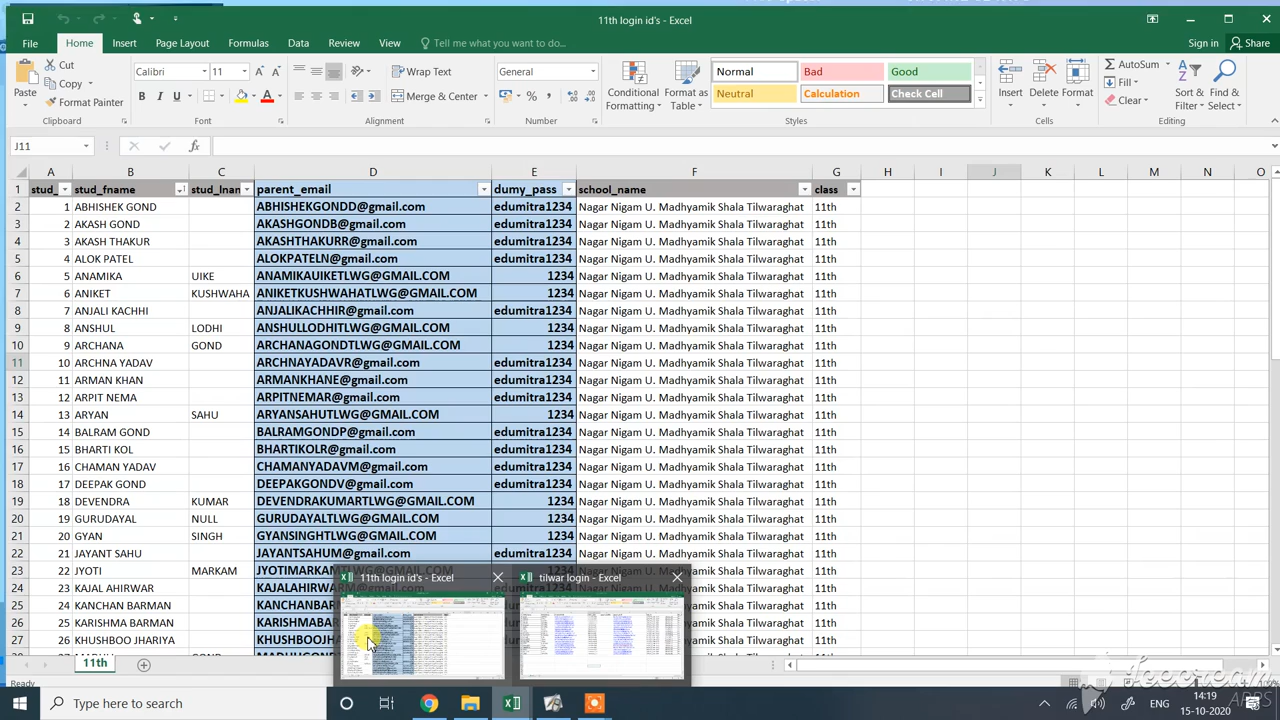 11th login id's - Excel
File Home Insert Page Layout Formulas Data Review View Tell me what you want to do... Sign in Share
Paste Cut Copy Format Painter Clipboard
Calibri 11 B I U Font
Wrap Text Merge & Center Alignment
General % , Number
Conditional Formatting Format as Table
Normal Bad Good
Neutral Calculation Check Cell
Styles
Insert Delete Format Cells
AutoSum Fill Clear Sort & Filter Find & Select Editing
J11 fx
A B C D E F G H I J K L M N O
1 stud_ stud_fname stud_lnan parent_email dumy_pass school_name class
2 1 ABHISHEK GOND ABHISHEKGONDD@gmail.com edumitra1234 Nagar Nigam U. Madhyamik Shala Tilwaraghat 11th
3 2 AKASH GOND AKASHGONDB@gmail.com edumitra1234 Nagar Nigam U. Madhyamik Shala Tilwaraghat 11th
4 3 AKASH THAKUR AKASHTHAKURR@gmail.com edumitra1234 Nagar Nigam U. Madhyamik Shala Tilwaraghat 11th
5 4 ALOK PATEL ALOKPATELN@gmail.com edumitra1234 Nagar Nigam U. Madhyamik Shala Tilwaraghat 11th
6 5 ANAMIKA UIKE ANAMIKAUIKETLWG@GMAIL.COM 1234 Nagar Nigam U. Madhyamik Shala Tilwaraghat 11th
7 6 ANIKET KUSHWAHA ANIKETKUSHWAHATLWG@GMAIL.COM 1234 Nagar Nigam U. Madhyamik Shala Tilwaraghat 11th
8 7 ANJALI KACHHI ANJALIKACHHIR@gmail.com edumitra1234 Nagar Nigam U. Madhyamik Shala Tilwaraghat 11th
9 8 ANSHUL LODHI ANSHULLODHITLWG@GMAIL.COM 1234 Nagar Nigam U. Madhyamik Shala Tilwaraghat 11th
10 9 ARCHANA GOND ARCHANAGONDTLWG@GMAIL.COM 1234 Nagar Nigam U. Madhyamik Shala Tilwaraghat 11th
11 10 ARCHNA YADAV ARCHNAYADAVR@gmail.com edumitra1234 Nagar Nigam U. Madhyamik Shala Tilwaraghat 11th
12 11 ARMAN KHAN ARMANKHANE@gmail.com edumitra1234 Nagar Nigam U. Madhyamik Shala Tilwaraghat 11th
13 12 ARPIT NEMA ARPITNEMAR@gmail.com edumitra1234 Nagar Nigam U. Madhyamik Shala Tilwaraghat 11th
14 13 ARYAN SAHU ARYANSAHUTLWG@GMAIL.COM 1234 Nagar Nigam U. Madhyamik Shala Tilwaraghat 11th
15 14 BALRAM GOND BALRAMGONDP@gmail.com edumitra1234 Nagar Nigam U. Madhyamik Shala Tilwaraghat 11th
16 15 BHARTI KOL BHARTIKOLR@gmail.com edumitra1234 Nagar Nigam U. Madhyamik Shala Tilwaraghat 11th
17 16 CHAMAN YADAV CHAMANYADAVM@gmail.com edumitra1234 Nagar Nigam U. Madhyamik Shala Tilwaraghat 11th
18 17 DEEPAK GOND DEEPAKGONDV@gmail.com edumitra1234 Nagar Nigam U. Madhyamik Shala Tilwaraghat 11th
19 18 DEVENDRA KUMAR DEVENDRAKUMARTLWG@GMAIL.COM 1234 Nagar Nigam U. Madhyamik Shala Tilwaraghat 11th
20 19 GURUDAYAL NULL GURUDAYALTLWG@GMAIL.COM 1234 Nagar Nigam U. Madhyamik Shala Tilwaraghat 11th
21 20 GYAN SINGH GYANSINGHTLWG@GMAIL.COM 1234 Nagar Nigam U. Madhyamik Shala Tilwaraghat 11th
22 21 JAYANT SAHU JAYANTSAHUM@gmail.com edumitra1234 Nagar Nigam U. Madhyamik Shala Tilwaraghat 11th
23 22 JYOTI MARKAM Nagar Nigam U. Madhyamik Shala Tilwaraghat 11th
24 23 KAJAL AHIRWAR Nagar Nigam U. Madhyamik Shala Tilwaraghat 11th
25 24 KANCHAN BARMAN KANCHANB Madhyamik Shala Tilwaraghat 11th
26 25 KARISHMA BARMAN KARISHMABA Madhyamik Shala Tilwaraghat 11th
27 26 KHUSHBOO JHARIYA KHUSHBOOJH Madhyamik Shala Tilwaraghat 11th
11th login id's - Excel tilwar login - Excel
11th
Ready
Type here to search
ENG 14:19 15-10-2020
APPS